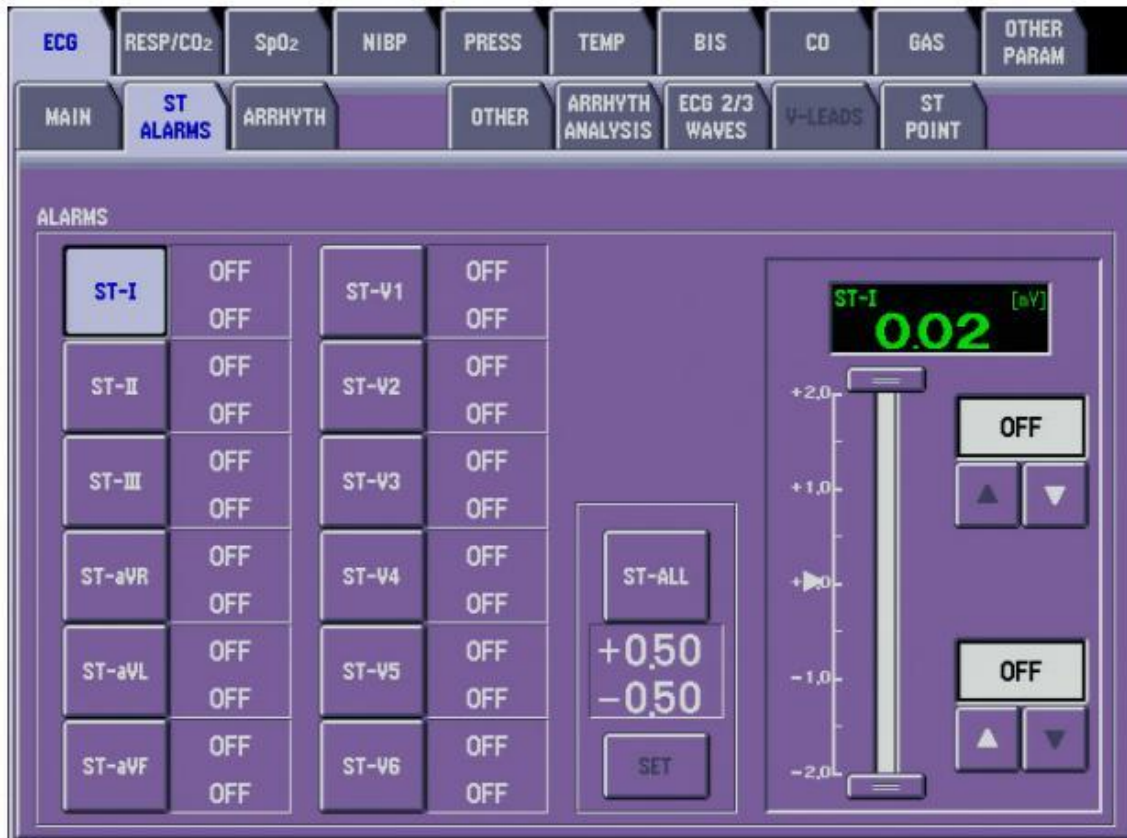 ECG RESP/CO₂ SpO₂ NIBP PRESS TEMP BIS CO GAS OTHER PARAM
MAIN ST ALARMS ARRHYTH OTHER ARRHYTH ANALYSIS ECG 2/3 WAVES V-LEADS ST POINT
ALARMS
ST-I OFF OFF
ST-II OFF OFF
ST-III OFF OFF
ST-aVR OFF OFF
ST-aVL OFF OFF
ST-aVF OFF OFF
ST-V1 OFF OFF
ST-V2 OFF OFF
ST-V3 OFF OFF
ST-V4 OFF OFF
ST-V5 OFF OFF
ST-V6 OFF OFF
ST-ALL
+0.50
-0.50
SET
ST-I [mV]
0.02
+2.0
+1.0
-1.0
-2.0
OFF
OFF